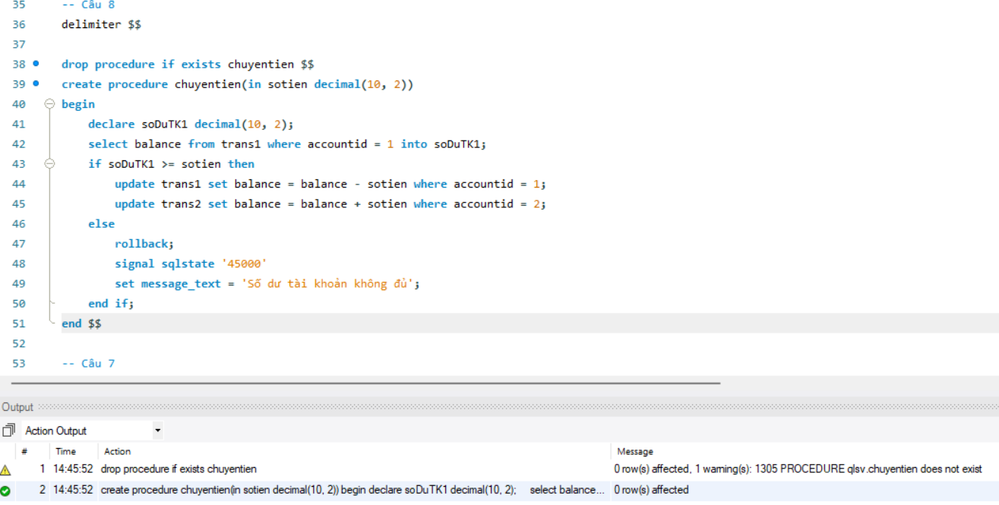 35 -- Câu 8
36 delimiter $$
37
38 drop procedure if exists chuyentien $$
39 create procedure chuyentien(in sotien decimal(10, 2))
40 begin
41 declare soDuTK1 decimal(10, 2);
42 select balance from trans1 where accountid = 1 into soDuTK1;
43 if soDuTK1 >= sotien then
44 update trans1 set balance = balance - sotien where accountid = 1;
45 update trans2 set balance = balance + sotien where accountid = 2;
46 else
47 rollback;
48 signal sqlstate '45000'
49 set message_text = 'Số dư tài khoản không đủ';
50 end if;
51 end $$
52
53 -- Câu 7
Output
Action Output
# Time Action Message
1 14:45:52 drop procedure if exists chuyentien 0 row(s) affected, 1 warning(s): 1305 PROCEDURE qlsv.chuyentien does not exist
2 14:45:52 create procedure chuyentien(in sotien decimal(10, 2)) begin declare soDuTK1 decimal(10, 2); select balance... 0 row(s) affected